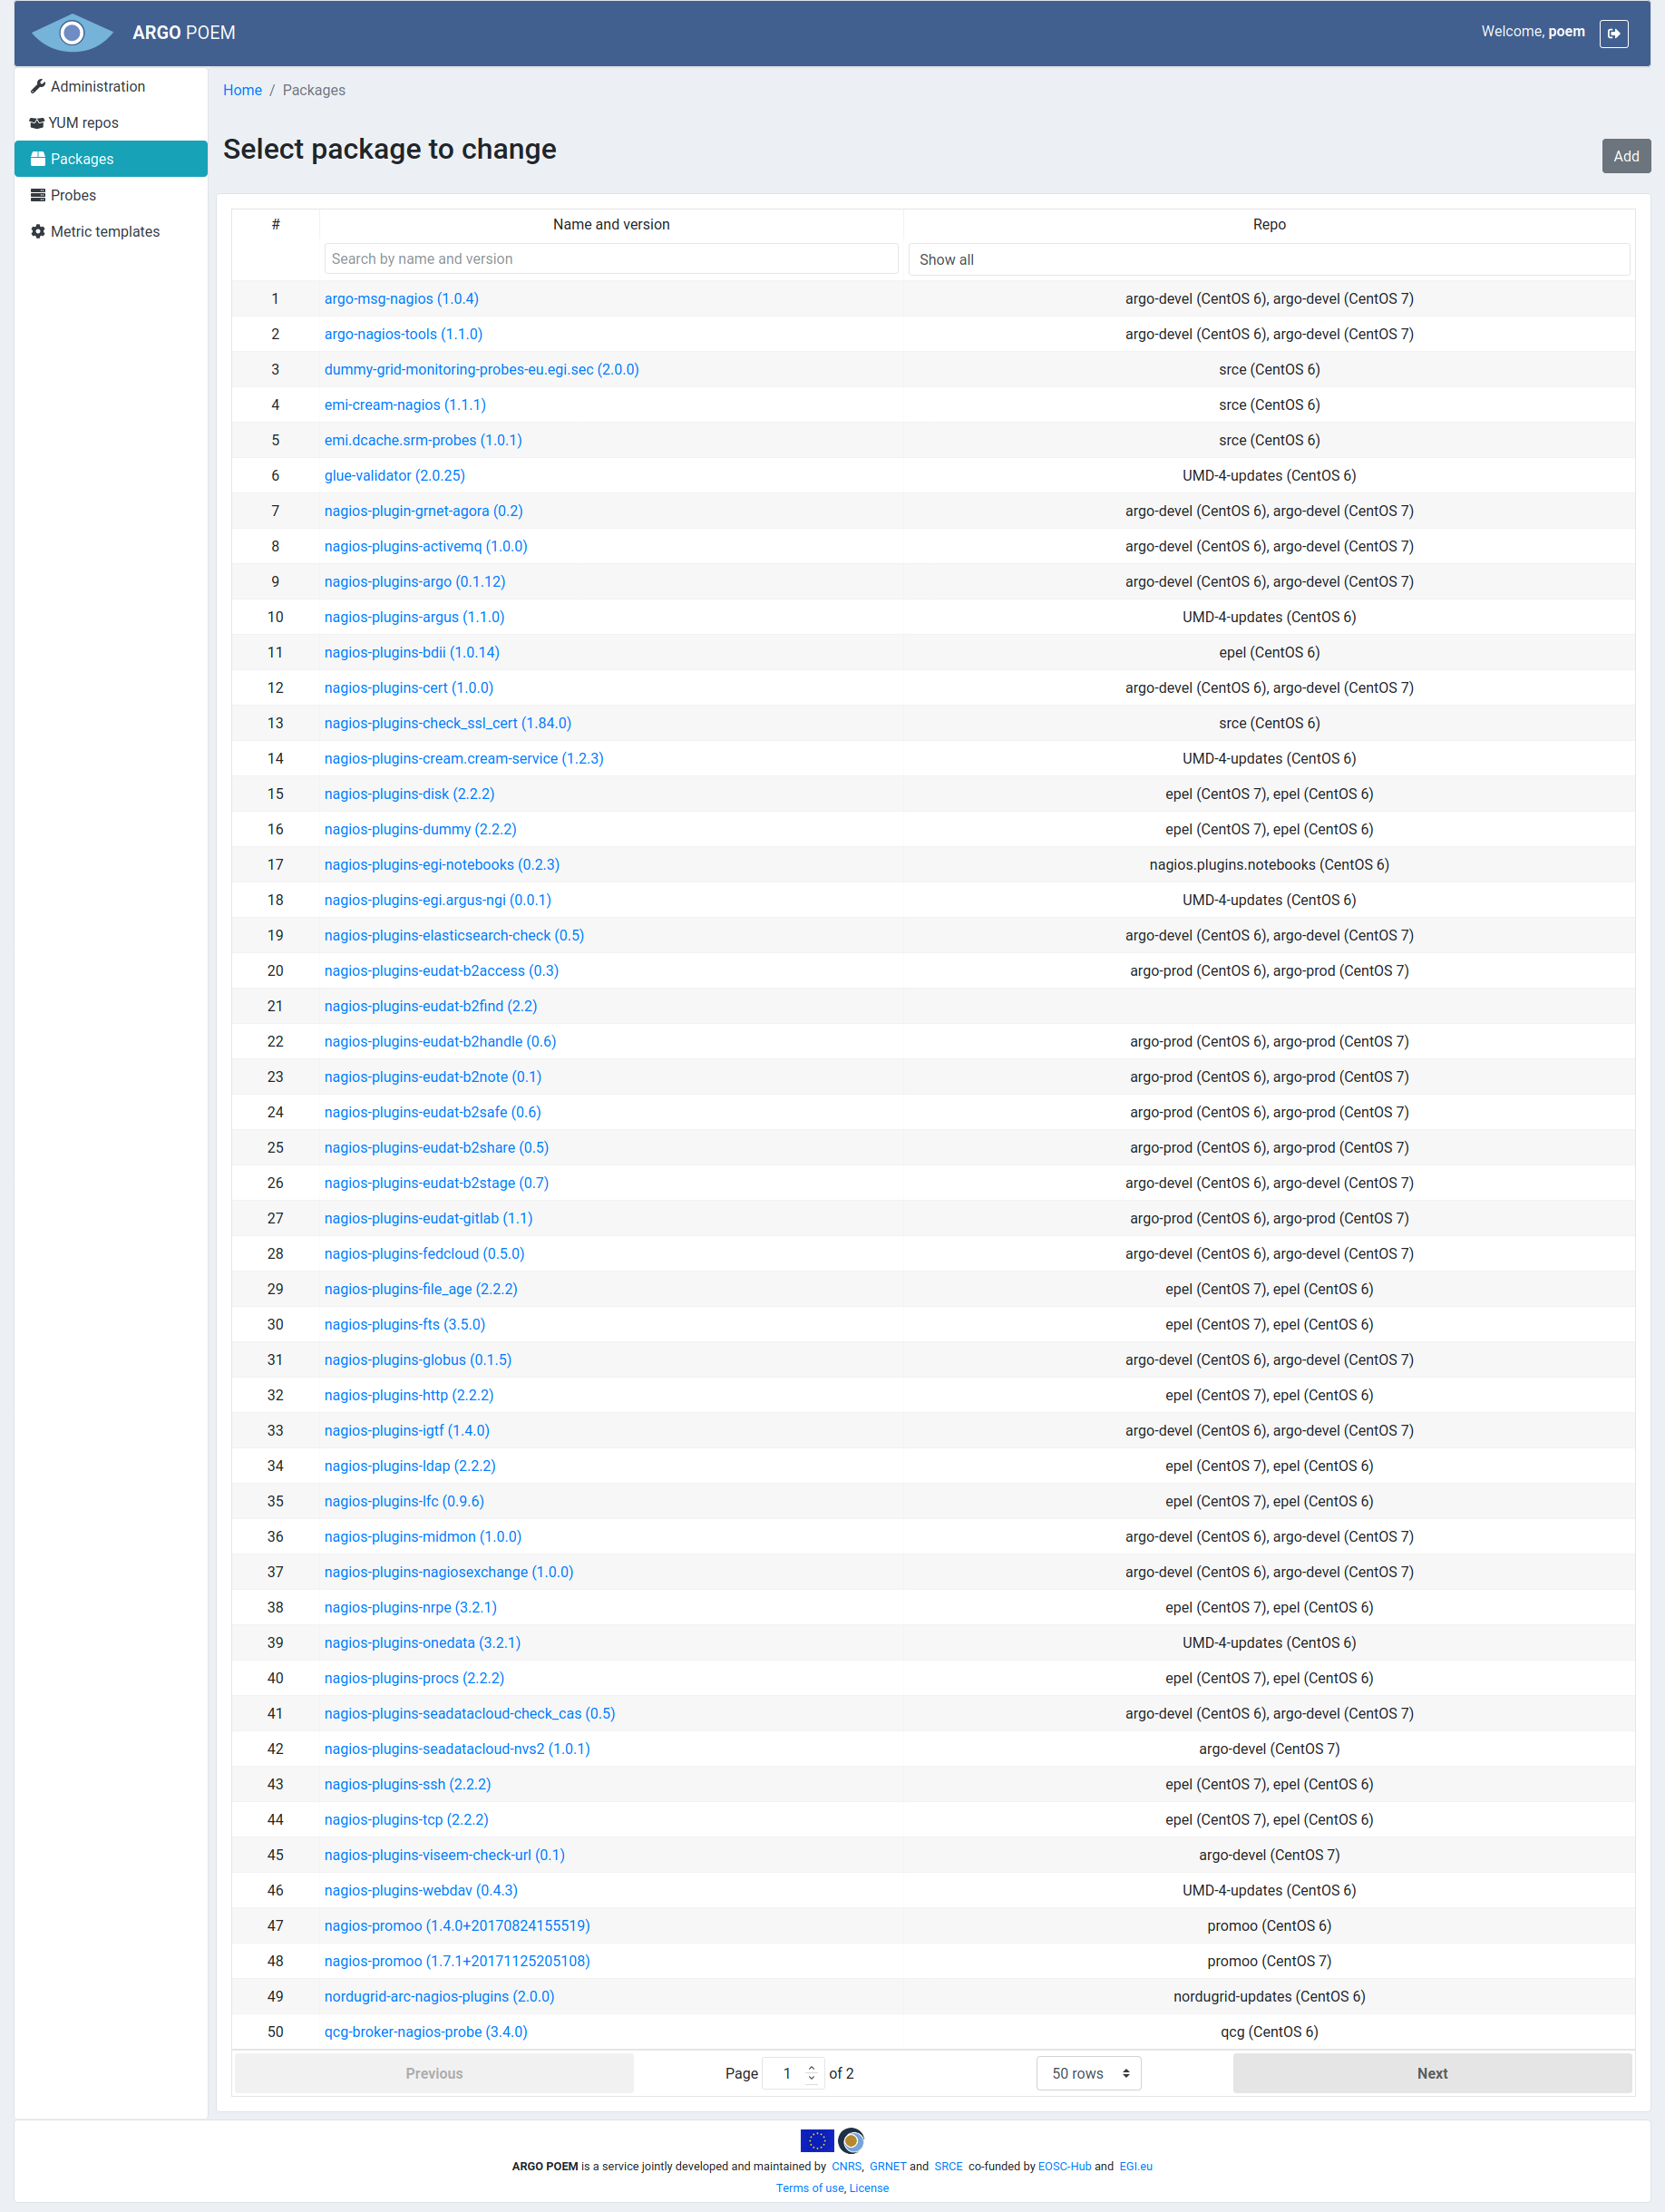 ARGO POEM
Welcome, poem
Administration
YUM repos
Packages
Probes
Metric templates
Home / Packages
Select package to change
Add
# Name and version Repo
Search by name and version Show all
1 argo-msg-nagios (1.0.4) argo-devel (CentOS 6), argo-devel (CentOS 7)
2 argo-nagios-tools (1.1.0) argo-devel (CentOS 6), argo-devel (CentOS 7)
3 dummy-grid-monitoring-probes-eu.egi.sec (2.0.0) srce (CentOS 6)
4 emi-cream-nagios (1.1.1) srce (CentOS 6)
5 emi.dcache.srm-probes (1.0.1) srce (CentOS 6)
6 glue-validator (2.0.25) UMD-4-updates (CentOS 6)
7 nagios-plugin-grnet-agora (0.2) argo-devel (CentOS 6), argo-devel (CentOS 7)
8 nagios-plugins-activemq (1.0.0) argo-devel (CentOS 6), argo-devel (CentOS 7)
9 nagios-plugins-argo (0.1.12) argo-devel (CentOS 6), argo-devel (CentOS 7)
10 nagios-plugins-argus (1.1.0) UMD-4-updates (CentOS 6)
11 nagios-plugins-bdii (1.0.14) epel (CentOS 6)
12 nagios-plugins-cert (1.0.0) argo-devel (CentOS 6), argo-devel (CentOS 7)
13 nagios-plugins-check_ssl_cert (1.84.0) srce (CentOS 6)
14 nagios-plugins-cream.cream-service (1.2.3) UMD-4-updates (CentOS 6)
15 nagios-plugins-disk (2.2.2) epel (CentOS 7), epel (CentOS 6)
16 nagios-plugins-dummy (2.2.2) epel (CentOS 7), epel (CentOS 6)
17 nagios-plugins-egi-notebooks (0.2.3) nagios.plugins.notebooks (CentOS 6)
18 nagios-plugins-egi.argus-ngi (0.0.1) UMD-4-updates (CentOS 6)
19 nagios-plugins-elasticsearch-check (0.5) argo-devel (CentOS 6), argo-devel (CentOS 7)
20 nagios-plugins-eudat-b2access (0.3) argo-prod (CentOS 6), argo-prod (CentOS 7)
21 nagios-plugins-eudat-b2find (2.2)
22 nagios-plugins-eudat-b2handle (0.6) argo-prod (CentOS 6), argo-prod (CentOS 7)
23 nagios-plugins-eudat-b2note (0.1) argo-prod (CentOS 6), argo-prod (CentOS 7)
24 nagios-plugins-eudat-b2safe (0.6) argo-prod (CentOS 6), argo-prod (CentOS 7)
25 nagios-plugins-eudat-b2share (0.5) argo-prod (CentOS 6), argo-prod (CentOS 7)
26 nagios-plugins-eudat-b2stage (0.7) argo-devel (CentOS 6), argo-devel (CentOS 7)
27 nagios-plugins-eudat-gitlab (1.1) argo-prod (CentOS 6), argo-prod (CentOS 7)
28 nagios-plugins-fedcloud (0.5.0) argo-devel (CentOS 6), argo-devel (CentOS 7)
29 nagios-plugins-file_age (2.2.2) epel (CentOS 7), epel (CentOS 6)
30 nagios-plugins-fts (3.5.0) epel (CentOS 7), epel (CentOS 6)
31 nagios-plugins-globus (0.1.5) argo-devel (CentOS 6), argo-devel (CentOS 7)
32 nagios-plugins-http (2.2.2) epel (CentOS 7), epel (CentOS 6)
33 nagios-plugins-igtf (1.4.0) argo-devel (CentOS 6), argo-devel (CentOS 7)
34 nagios-plugins-ldap (2.2.2) epel (CentOS 7), epel (CentOS 6)
35 nagios-plugins-lfc (0.9.6) epel (CentOS 7), epel (CentOS 6)
36 nagios-plugins-midmon (1.0.0) argo-devel (CentOS 6), argo-devel (CentOS 7)
37 nagios-plugins-nagiosexchange (1.0.0) argo-devel (CentOS 6), argo-devel (CentOS 7)
38 nagios-plugins-nrpe (3.2.1) epel (CentOS 7), epel (CentOS 6)
39 nagios-plugins-onedata (3.2.1) UMD-4-updates (CentOS 6)
40 nagios-plugins-procs (2.2.2) epel (CentOS 7), epel (CentOS 6)
41 nagios-plugins-seadatacloud-check_cas (0.5) argo-devel (CentOS 6), argo-devel (CentOS 7)
42 nagios-plugins-seadatacloud-nvs2 (1.0.1) argo-devel (CentOS 7)
43 nagios-plugins-ssh (2.2.2) epel (CentOS 7), epel (CentOS 6)
44 nagios-plugins-tcp (2.2.2) epel (CentOS 7), epel (CentOS 6)
45 nagios-plugins-viseem-check-url (0.1) argo-devel (CentOS 7)
46 nagios-plugins-webdav (0.4.3) UMD-4-updates (CentOS 6)
47 nagios-promoo (1.4.0+20170824155519) promoo (CentOS 6)
48 nagios-promoo (1.7.1+20171125205108) promoo (CentOS 7)
49 nordugrid-arc-nagios-plugins (2.0.0) nordugrid-updates (CentOS 6)
50 qcg-broker-nagios-probe (3.4.0) qcg (CentOS 6)
Previous Page 1 of 2 50 rows Next
ARGO POEM is a service jointly developed and maintained by CNRS, GRNET and SRCE co-funded by EOSC-Hub and EGI.eu
Terms of use, License